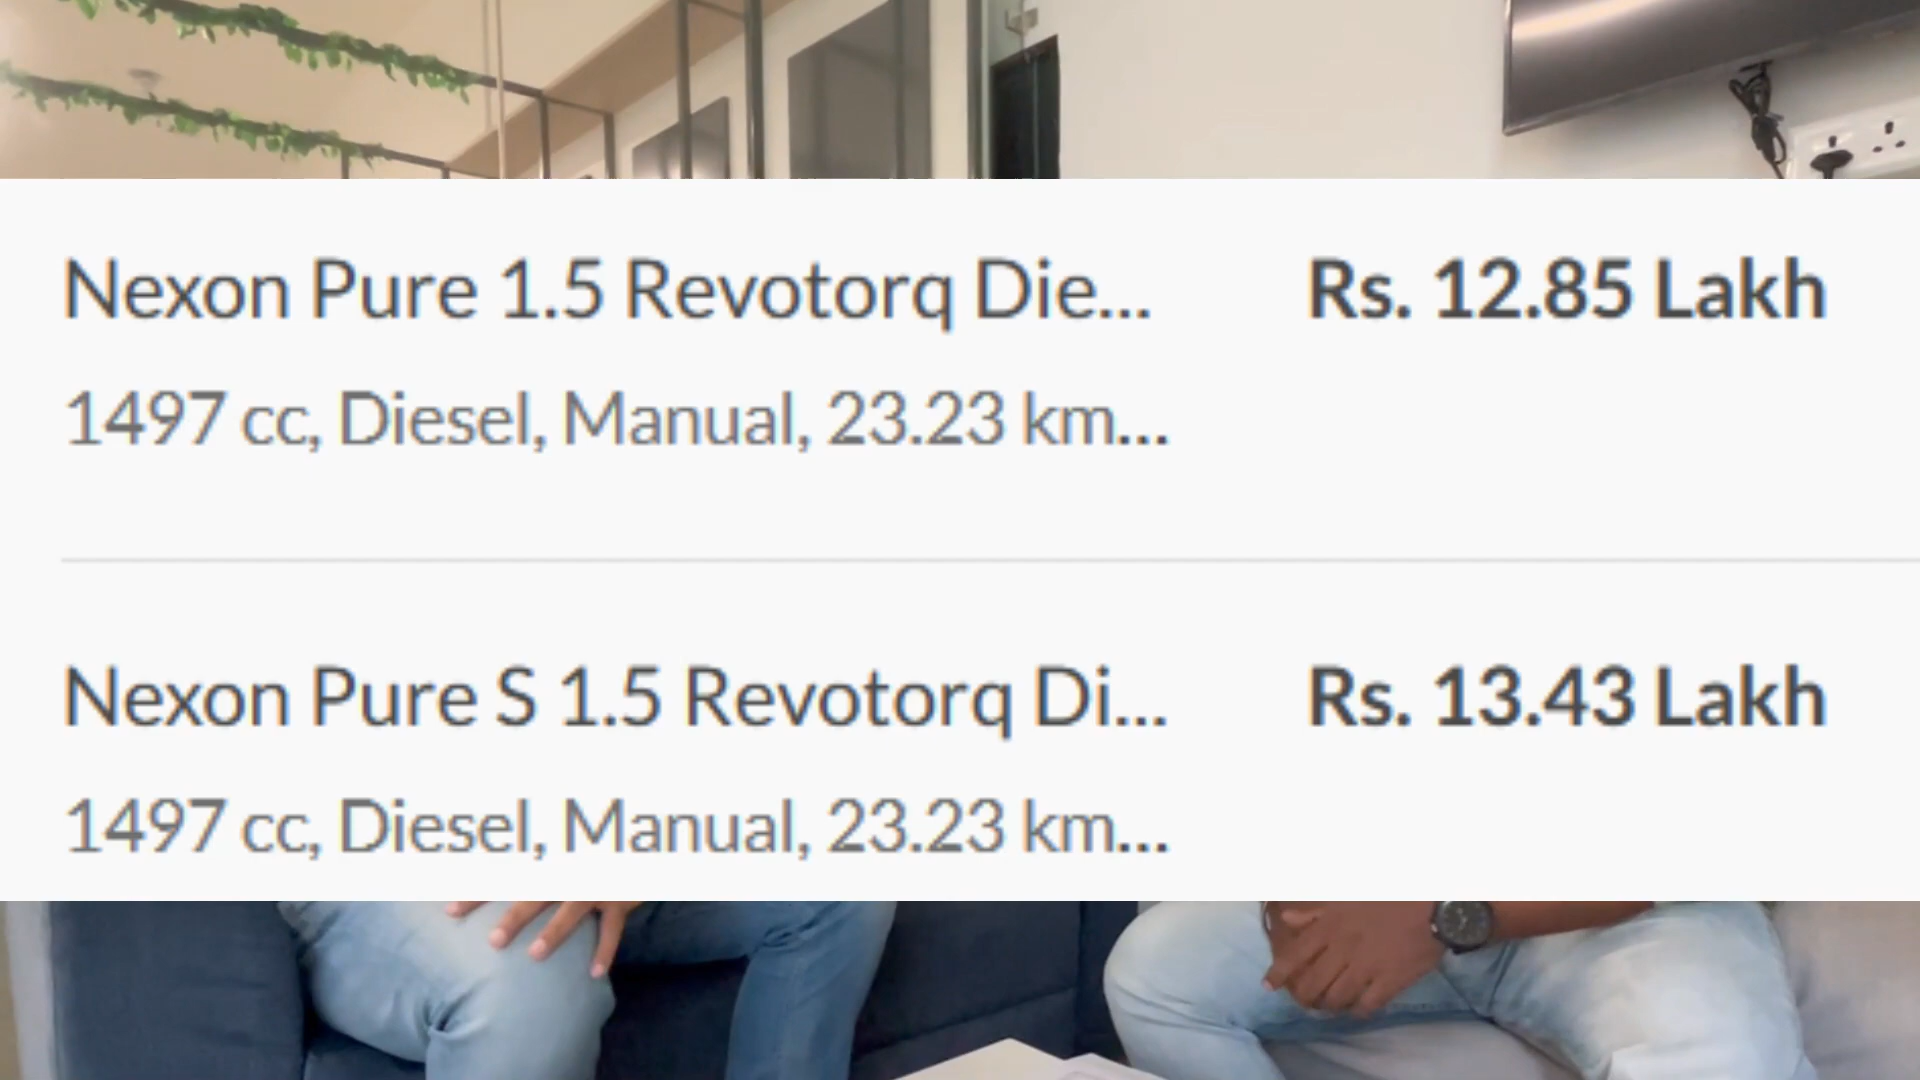 Nexon Pure 1.5 Revotorq Die...
Rs. 12.85 Lakh
1497 cc, Diesel, Manual, 23.23 km...
Nexon Pure S 1.5 Revotorq Di...
Rs. 13.43 Lakh
1497 cc, Diesel, Manual, 23.23 km...